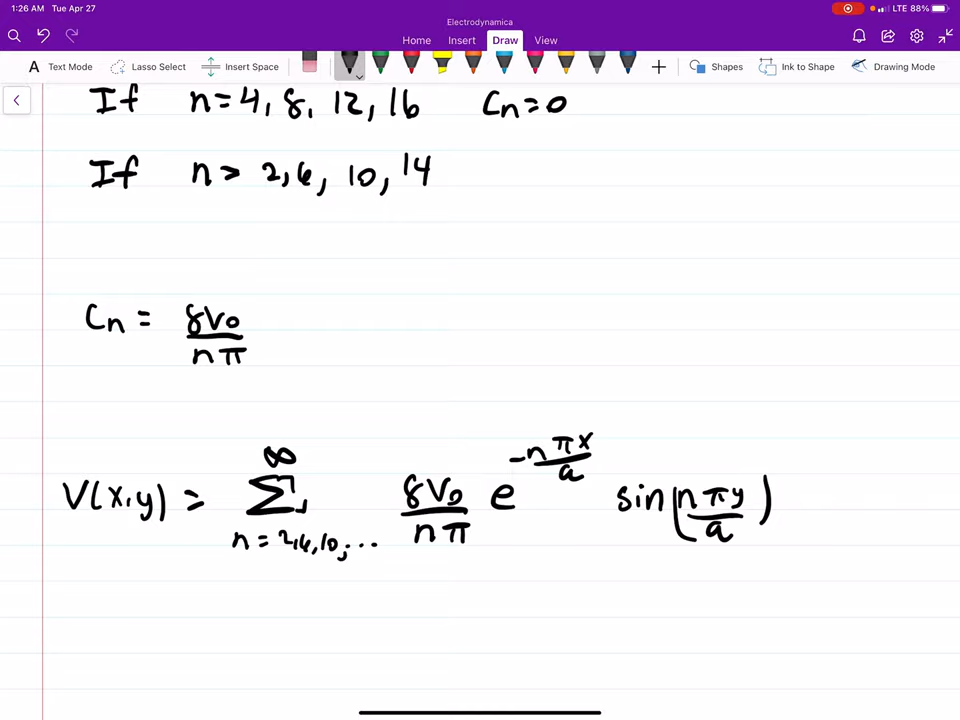 1:26 AM Tue Apr 27
LTE 88%
Electrodynamica
Home Insert Draw View
A Text Mode Lasso Select Insert Space Shapes Ink to Shape Drawing Mode
If n=4, 8, 12, 16 Cn=0
If n= 2,6, 10, 14
Cn = 8V₀/nπ
V(x,y) = ∑_{n=2,6,10,...}^{∞} 8V₀/nπ e^{-nπx/a} sin(nπy/a)